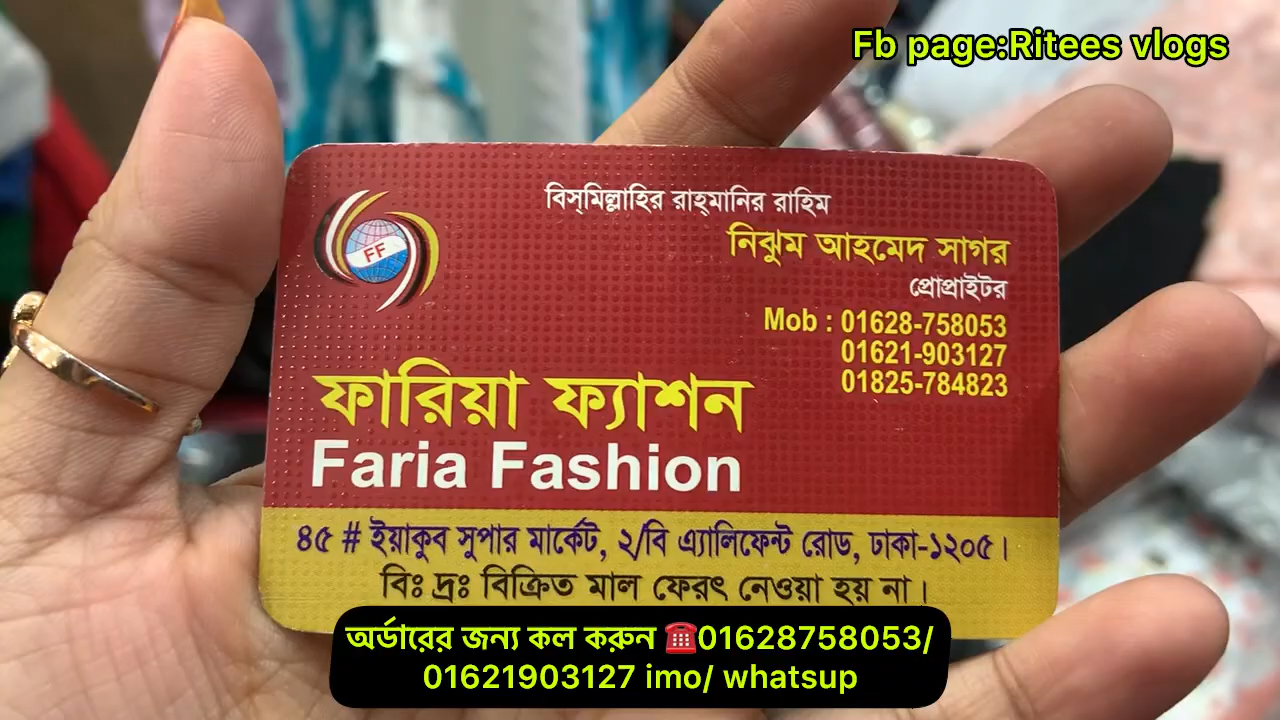 Fb page:Ritees vlogs
বিস্‌মিল্লাহির রাহ্‌মানির রাহিম
FF
নিঝুম আহমেদ সাগর
প্রোপ্রাইটর
Mob : 01628-758053
01621-903127
01825-784823
ফারিয়া ফ্যাশন
Faria Fashion
৪৫ # ইয়াকুব সুপার মার্কেট, ২/বি এ্যালিফেন্ট রোড, ঢাকা-১২০৫।
বিঃ দ্রঃ বিক্রিত মাল ফেরৎ নেওয়া হয় না।
অর্ডারের জন্য কল করুন ☎️01628758053/
01621903127 imo/ whatsup